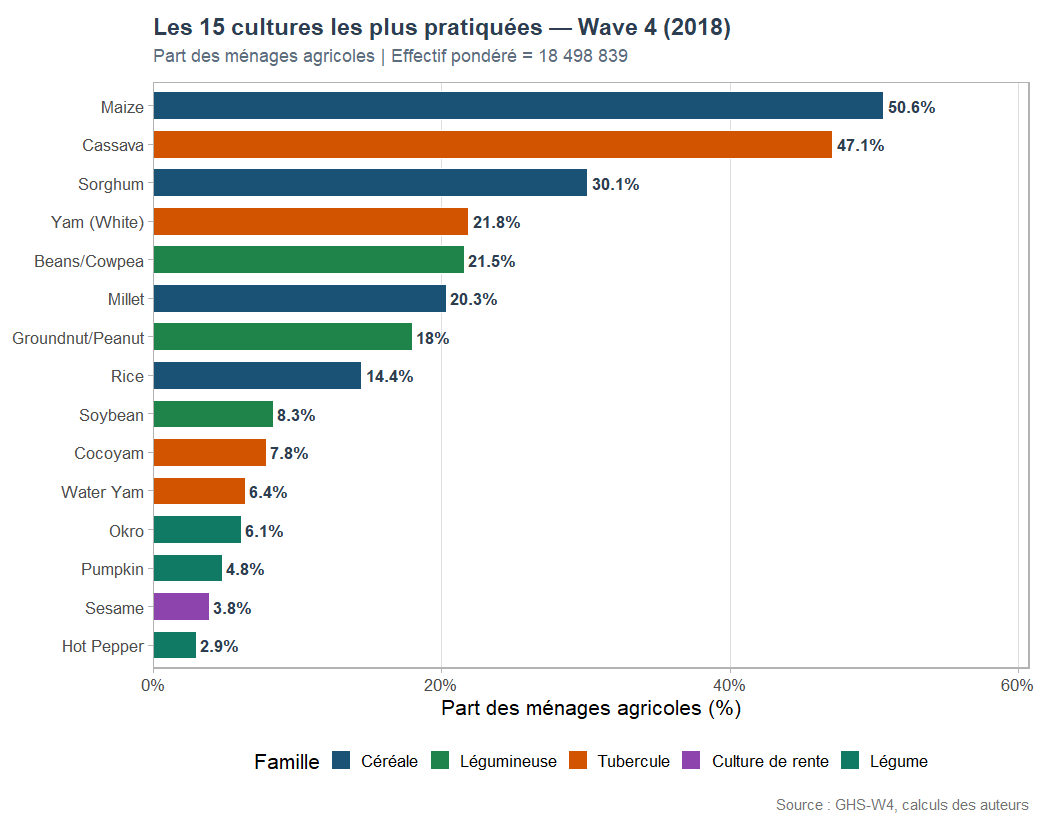 Les 15 cultures les plus pratiquées — Wave 4 (2018)
Part des ménages agricoles | Effectif pondéré = 18 498 839
Maize 50.6%
Cassava 47.1%
Sorghum 30.1%
Yam (White) 21.8%
Beans/Cowpea 21.5%
Millet 20.3%
Groundnut/Peanut 18%
Rice 14.4%
Soybean 8.3%
Cocoyam 7.8%
Water Yam 6.4%
Okro 6.1%
Pumpkin 4.8%
Sesame 3.8%
Hot Pepper 2.9%
0% 20% 40% 60%
Part des ménages agricoles (%)
Famille Céréale Légumineuse Tubercule Culture de rente Légume
Source : GHS-W4, calculs des auteurs